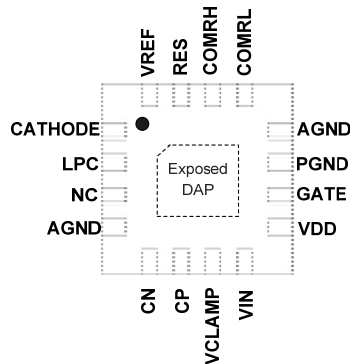 VREF
RES
COMRH
COMRL
CATHODE
LPC
NC
AGND
Exposed
DAP
AGND
PGND
GATE
VDD
CN
CP
VCLAMP
VIN